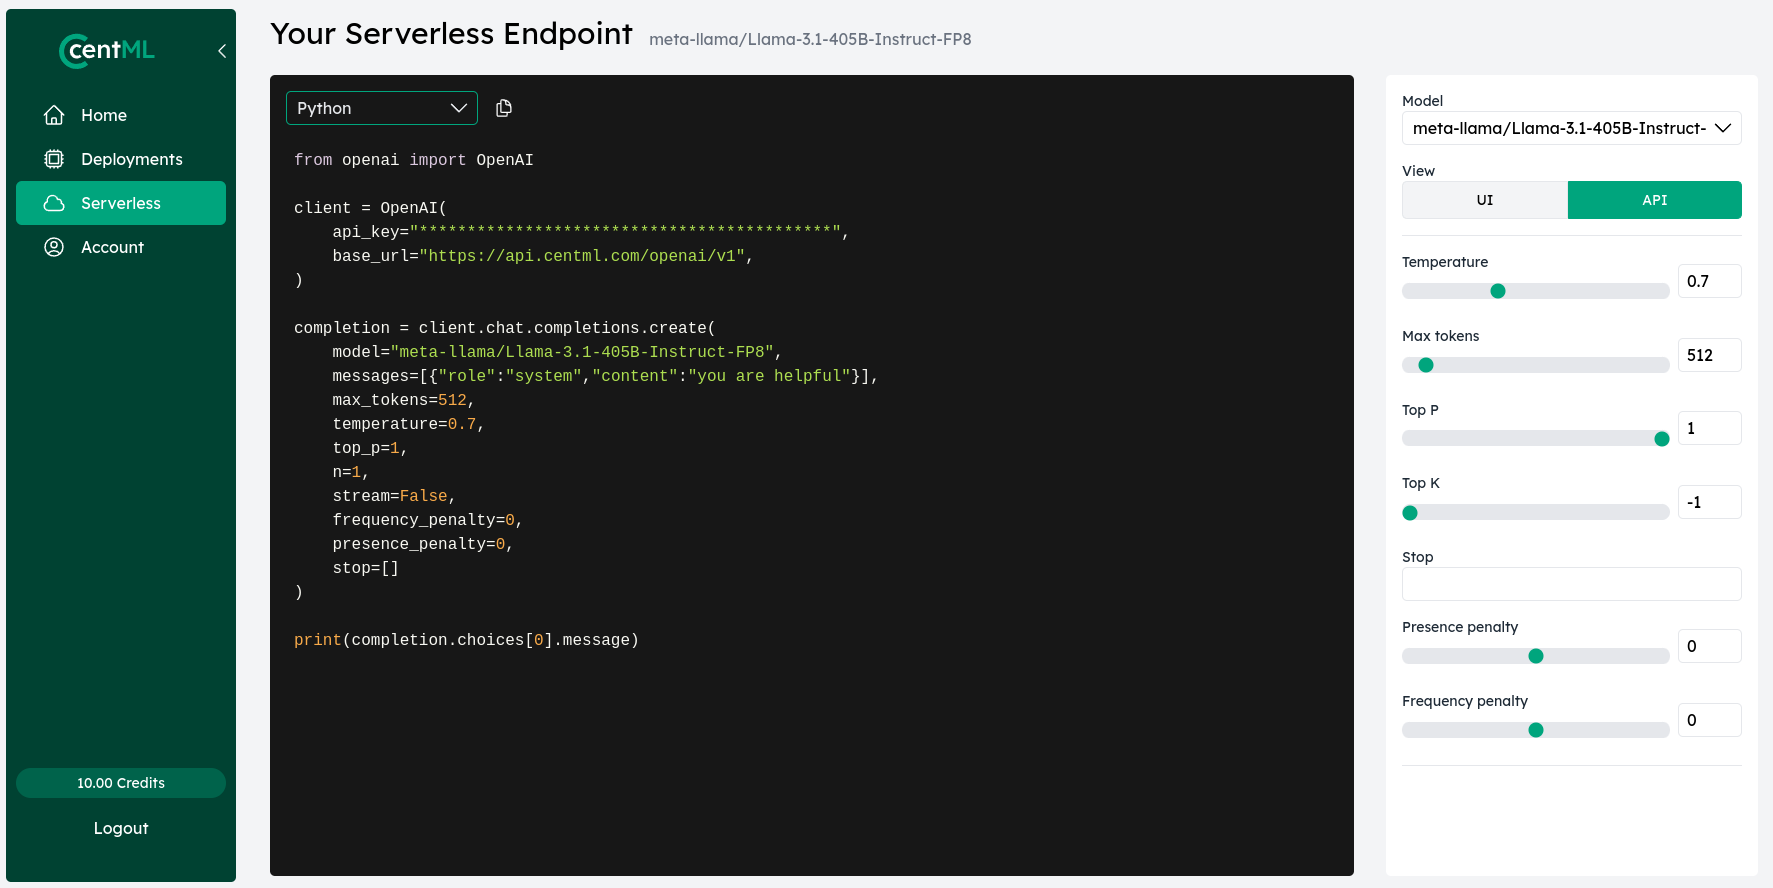 centML
Home
Deployments
Serverless
Account
10.00 Credits
Logout
Your Serverless Endpoint meta-llama/Llama-3.1-405B-Instruct-FP8
Python
from openai import OpenAI
client = OpenAI(
    api_key="*******************************************",
    base_url="https://api.centml.com/openai/v1",
)
completion = client.chat.completions.create(
    model="meta-llama/Llama-3.1-405B-Instruct-FP8",
    messages=[{"role":"system","content":"you are helpful"}],
    max_tokens=512,
    temperature=0.7,
    top_p=1,
    n=1,
    stream=False,
    frequency_penalty=0,
    presence_penalty=0,
    stop=[]
)
print(completion.choices[0].message)
Model
meta-llama/Llama-3.1-405B-Instruct-
View
UI API
Temperature
0.7
Max tokens
512
Top P
1
Top K
-1
Stop
Presence penalty
0
Frequency penalty
0